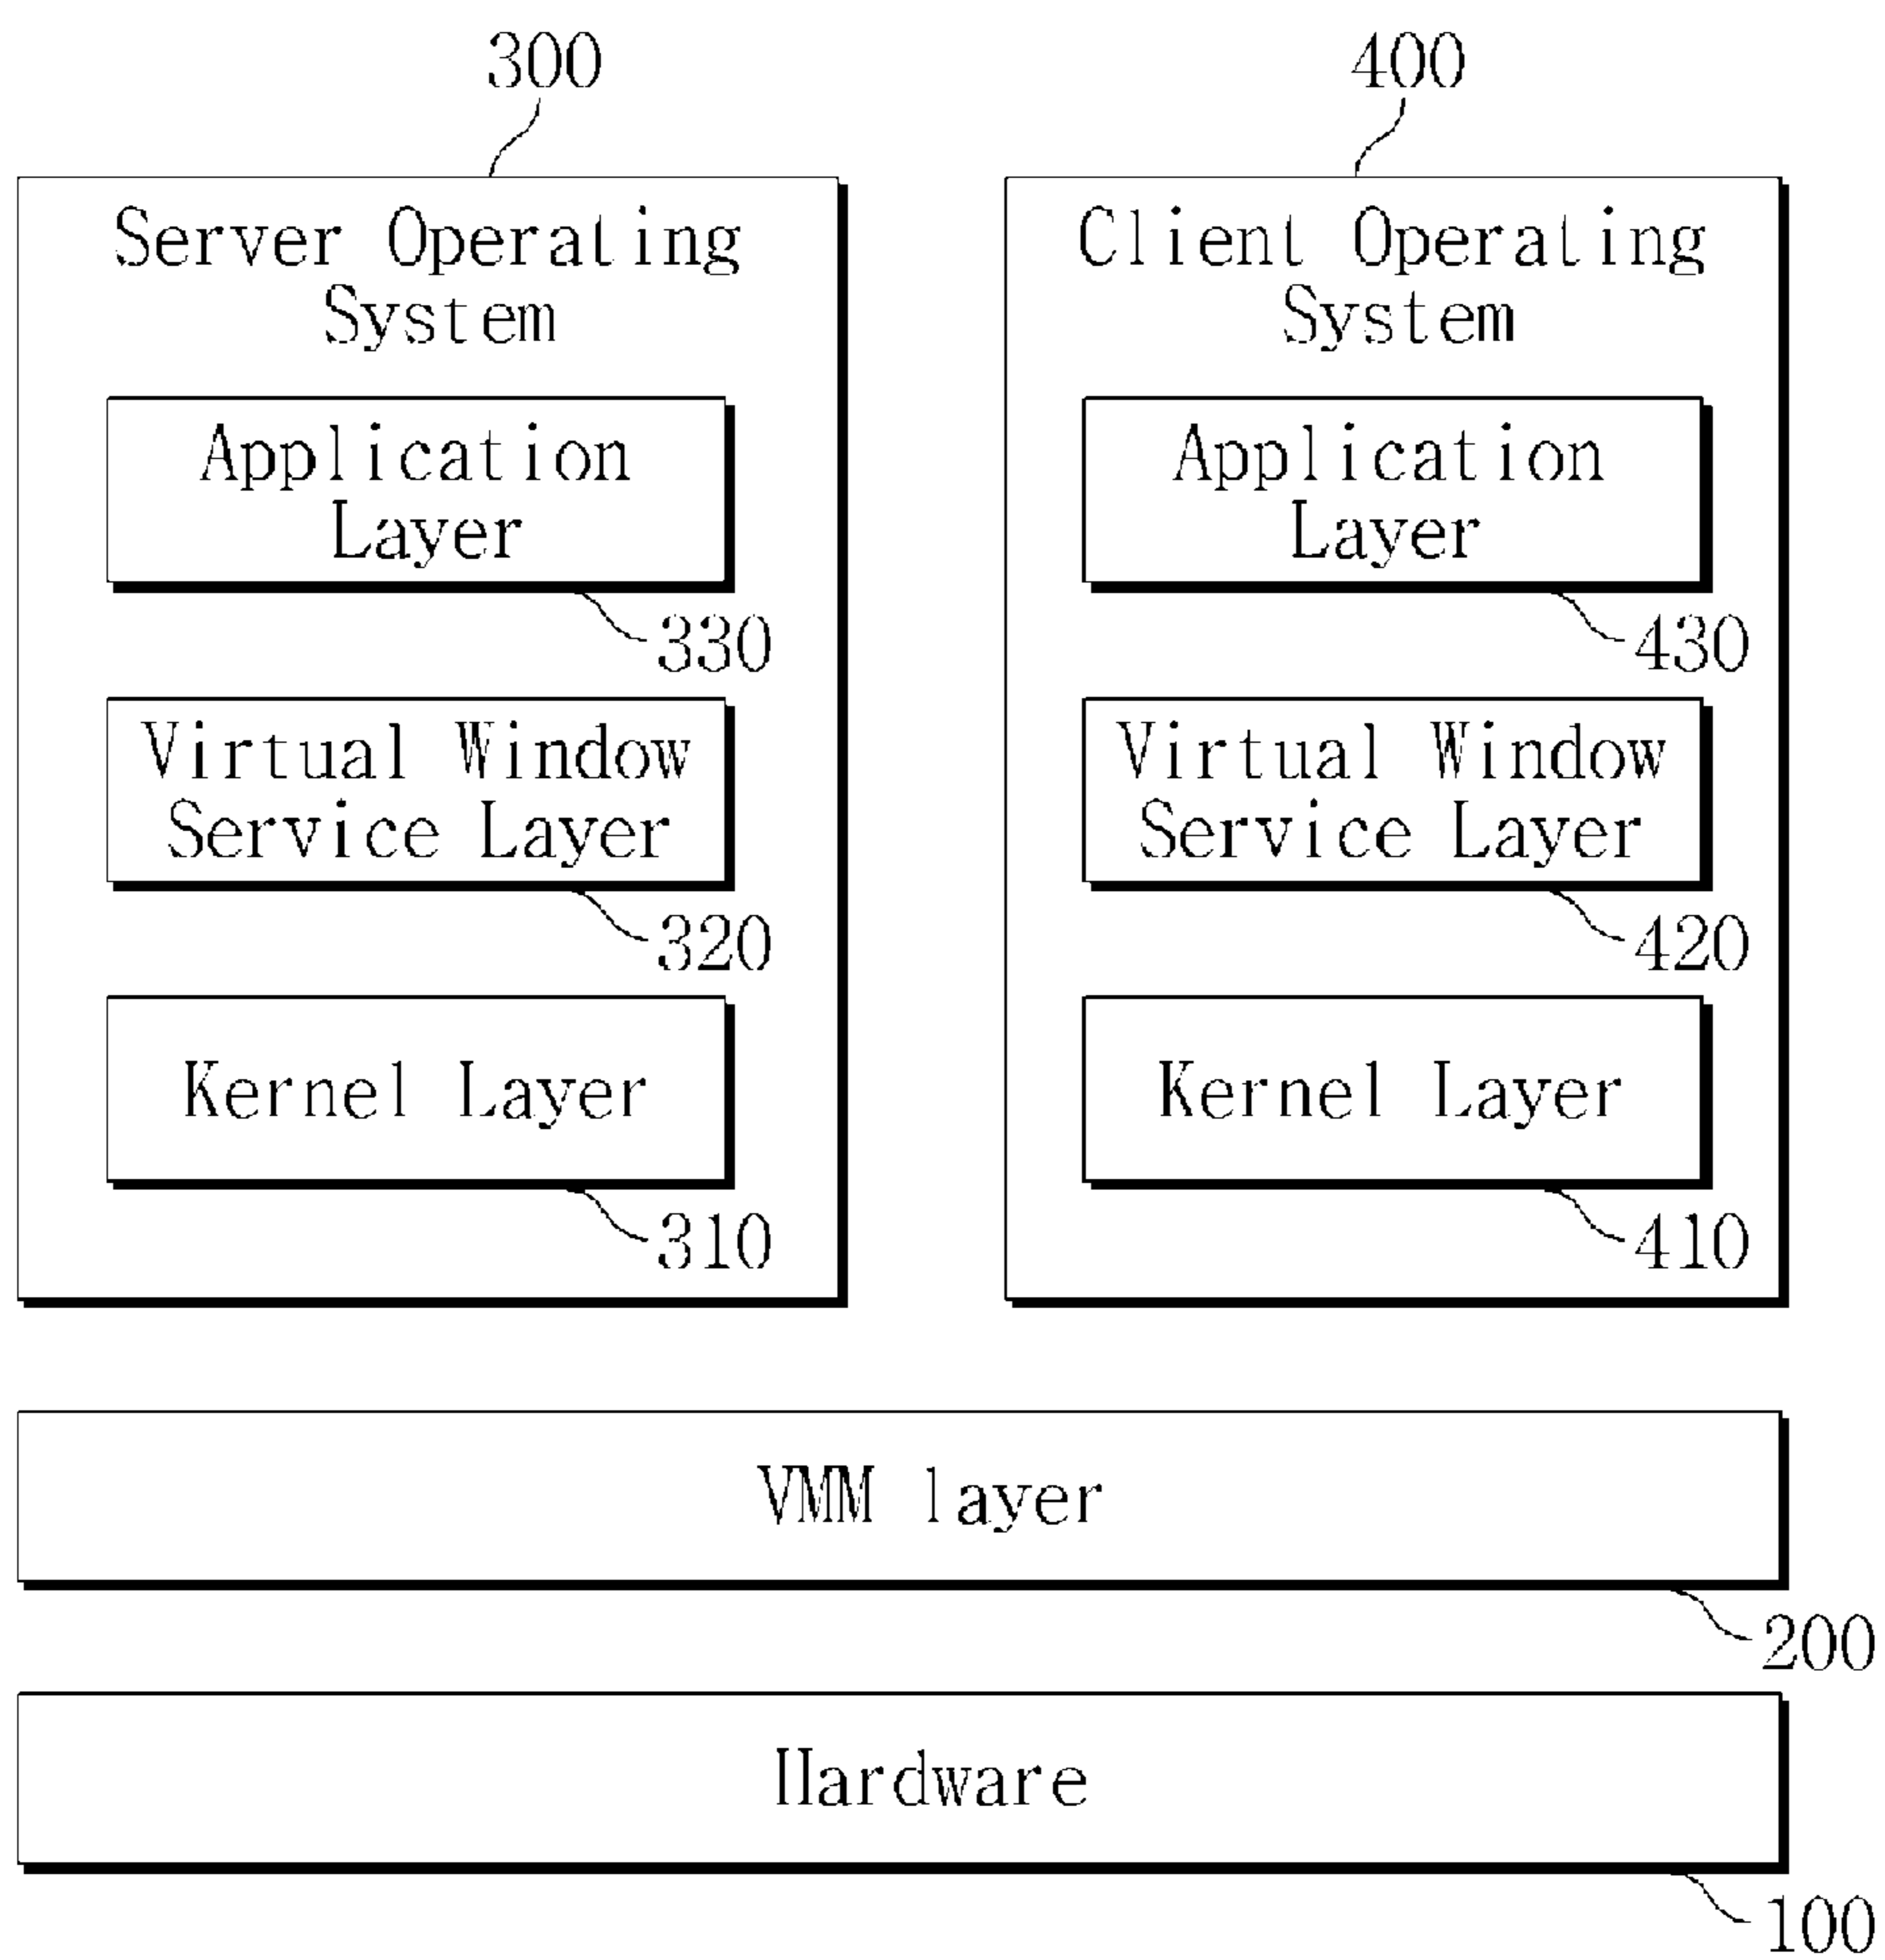 300
400
Server Operating
System
Application
Layer
330
Virtual Window
Service Layer
320
Kernel Layer
310
Client Operating
System
Application
Layer
430
Virtual Window
Service Layer
420
Kernel Layer
410
VMM layer
200
Hardware
100